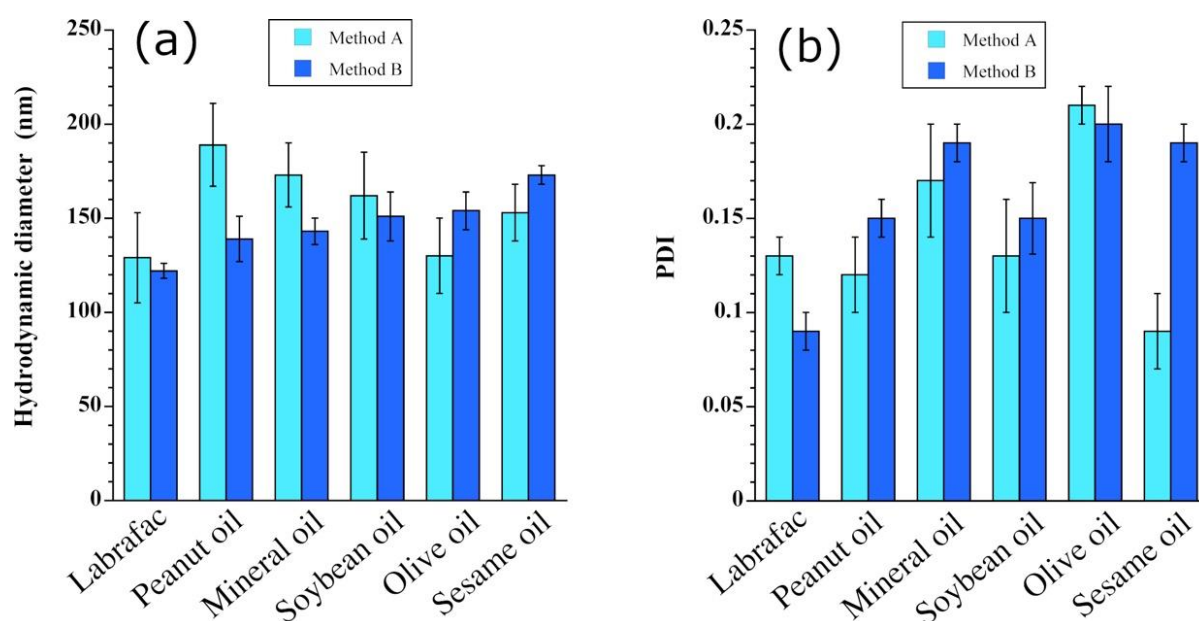 (a)
Method A
Method B
Hydrodynamic diameter (nm)
250
200
150
100
50
0
Labrafac
Peanut oil
Mineral oil
Soybean oil
Olive oil
Sesame oil
(b)
Method A
Method B
PDI
0.25
0.2
0.15
0.1
0.05
0
Labrafac
Peanut oil
Mineral oil
Soybean oil
Olive oil
Sesame oil